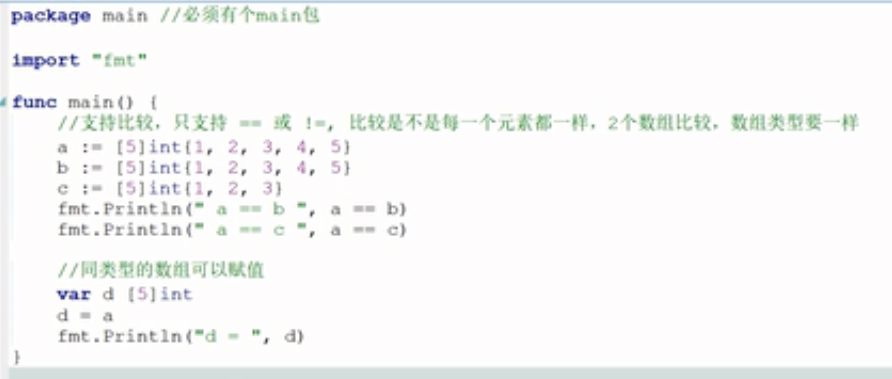 package main //必须有个main包
import "fmt"
func main() {
//支持比较，只支持 == 或 !=, 比较是不是每一个元素都一样，2个数组比较，数组类型要一样
a := [5]int{1, 2, 3, 4, 5}
b := [5]int{1, 2, 3, 4, 5}
c := [5]int{1, 2, 3}
fmt.Println(" a == b ", a == b)
fmt.Println(" a == c ", a == c)
//同类型的数组可以赋值
var d [5]int
d = a
fmt.Println("d = ", d)
}